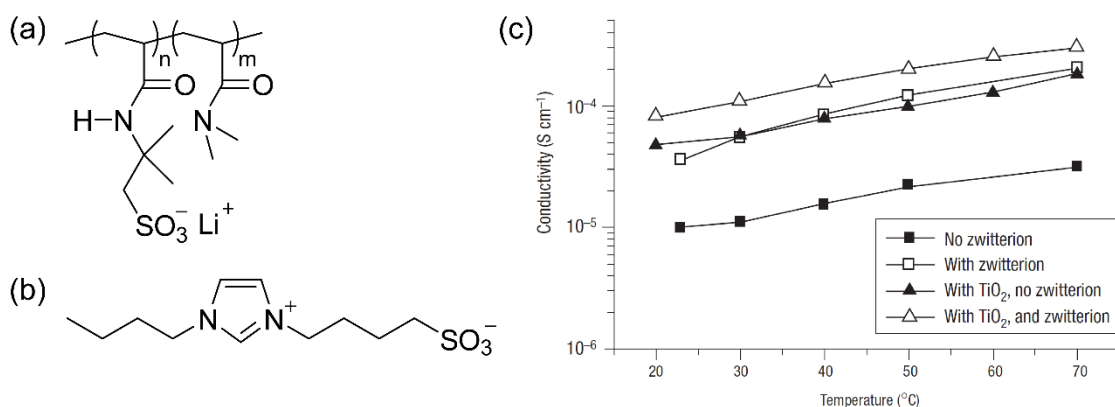 (a)
n
m
O
O
H–N
N
SO₃⁻ Li⁺
(b)
N
N⁺
SO₃⁻
(c)
Conductivity (S cm⁻¹)
10⁻⁴
10⁻⁵
10⁻⁶
20 30 40 50 60 70
Temperature (°C)
No zwitterion
With zwitterion
With TiO₂, no zwitterion
With TiO₂, and zwitterion